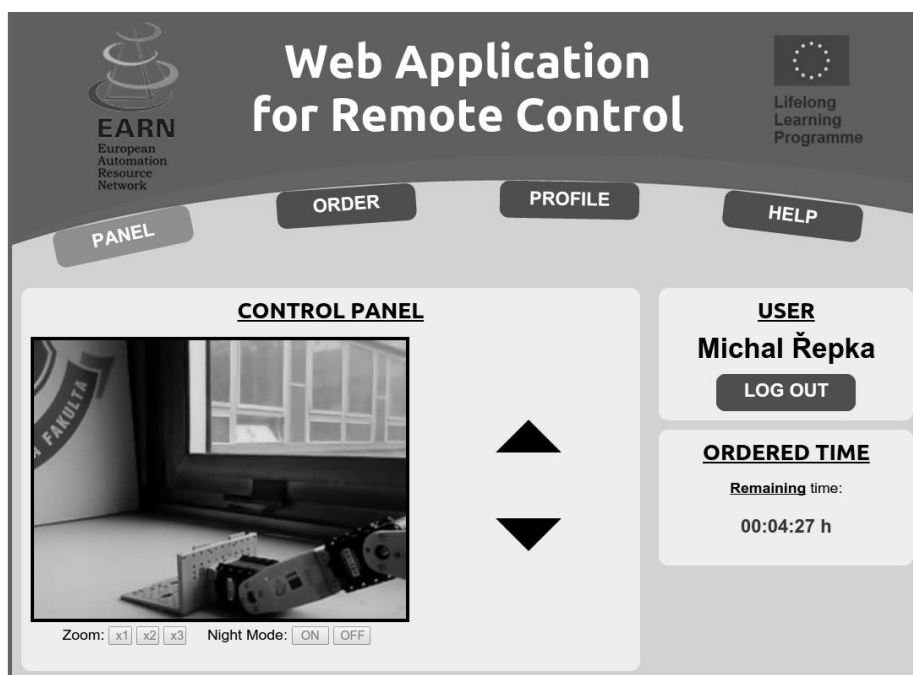 Web Application
for Remote Control
EARN
European
Automation
Resource
Network
Lifelong
Learning
Programme
PANEL
ORDER
PROFILE
HELP
CONTROL PANEL
FAKULTA
Zoom: x1 x2 x3 Night Mode: ON OFF
USER
Michal Řepka
LOG OUT
ORDERED TIME
Remaining time:
00:04:27 h